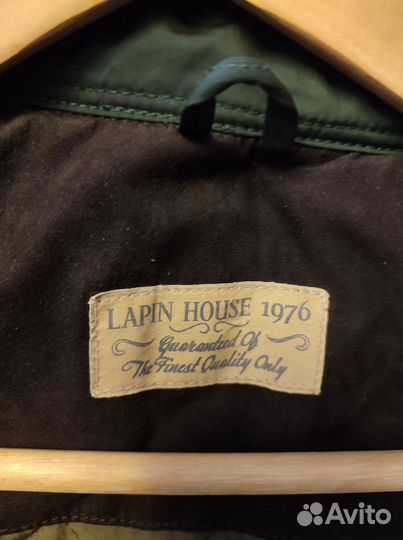 LAPIN HOUSE 1976
Guaranteed Of
The Finest Quality Only
Avito